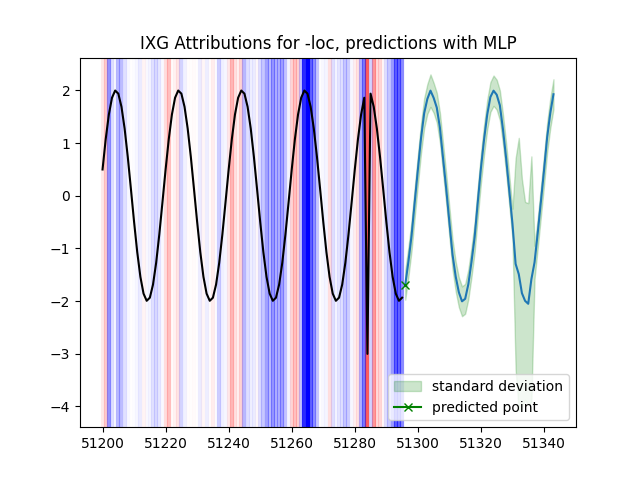 IXG Attributions for -loc, predictions with MLP
2
1
0
−1
−2
−3
−4
standard deviation
predicted point
51200 51220 51240 51260 51280 51300 51320 51340